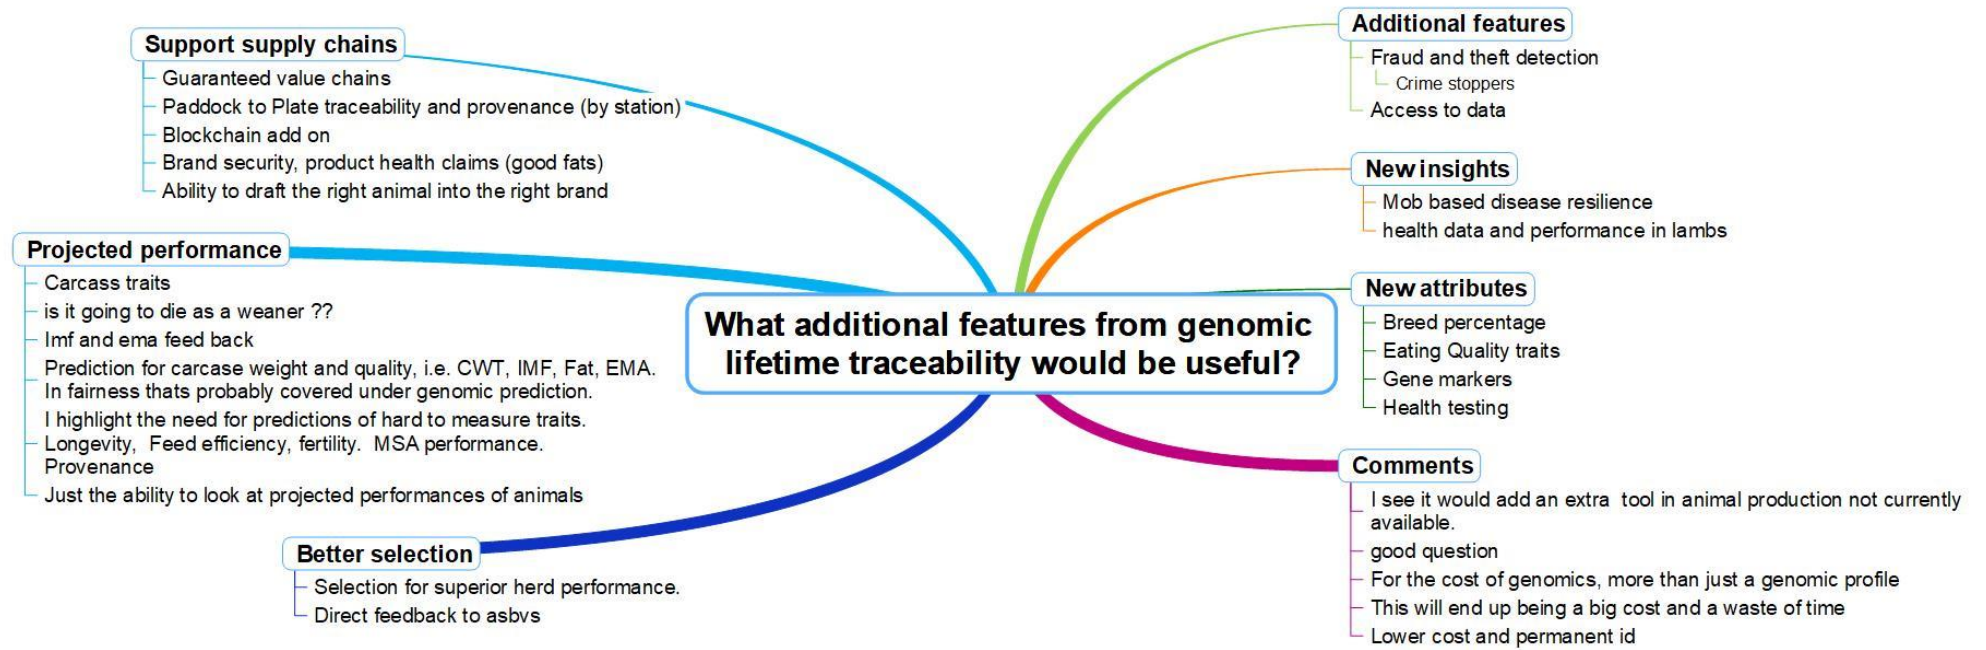 What additional features from genomic
lifetime traceability would be useful?
Support supply chains
Guaranteed value chains
Paddock to Plate traceability and provenance (by station)
Blockchain add on
Brand security, product health claims (good fats)
Ability to draft the right animal into the right brand
Projected performance
Carcass traits
is it going to die as a weaner ??
Imf and ema feed back
Prediction for carcase weight and quality, i.e. CWT, IMF, Fat, EMA.
In fairness thats probably covered under genomic prediction.
I highlight the need for predictions of hard to measure traits.
Longevity,  Feed efficiency, fertility.  MSA performance.
Provenance
Just the ability to look at projected performances of animals
Better selection
Selection for superior herd performance.
Direct feedback to asbvs
Additional features
Fraud and theft detection
Crime stoppers
Access to data
New insights
Mob based disease resilience
health data and performance in lambs
New attributes
Breed percentage
Eating Quality traits
Gene markers
Health testing
Comments
I see it would add an extra  tool in animal production not currently
available.
good question
For the cost of genomics, more than just a genomic profile
This will end up being a big cost and a waste of time
Lower cost and permanent id